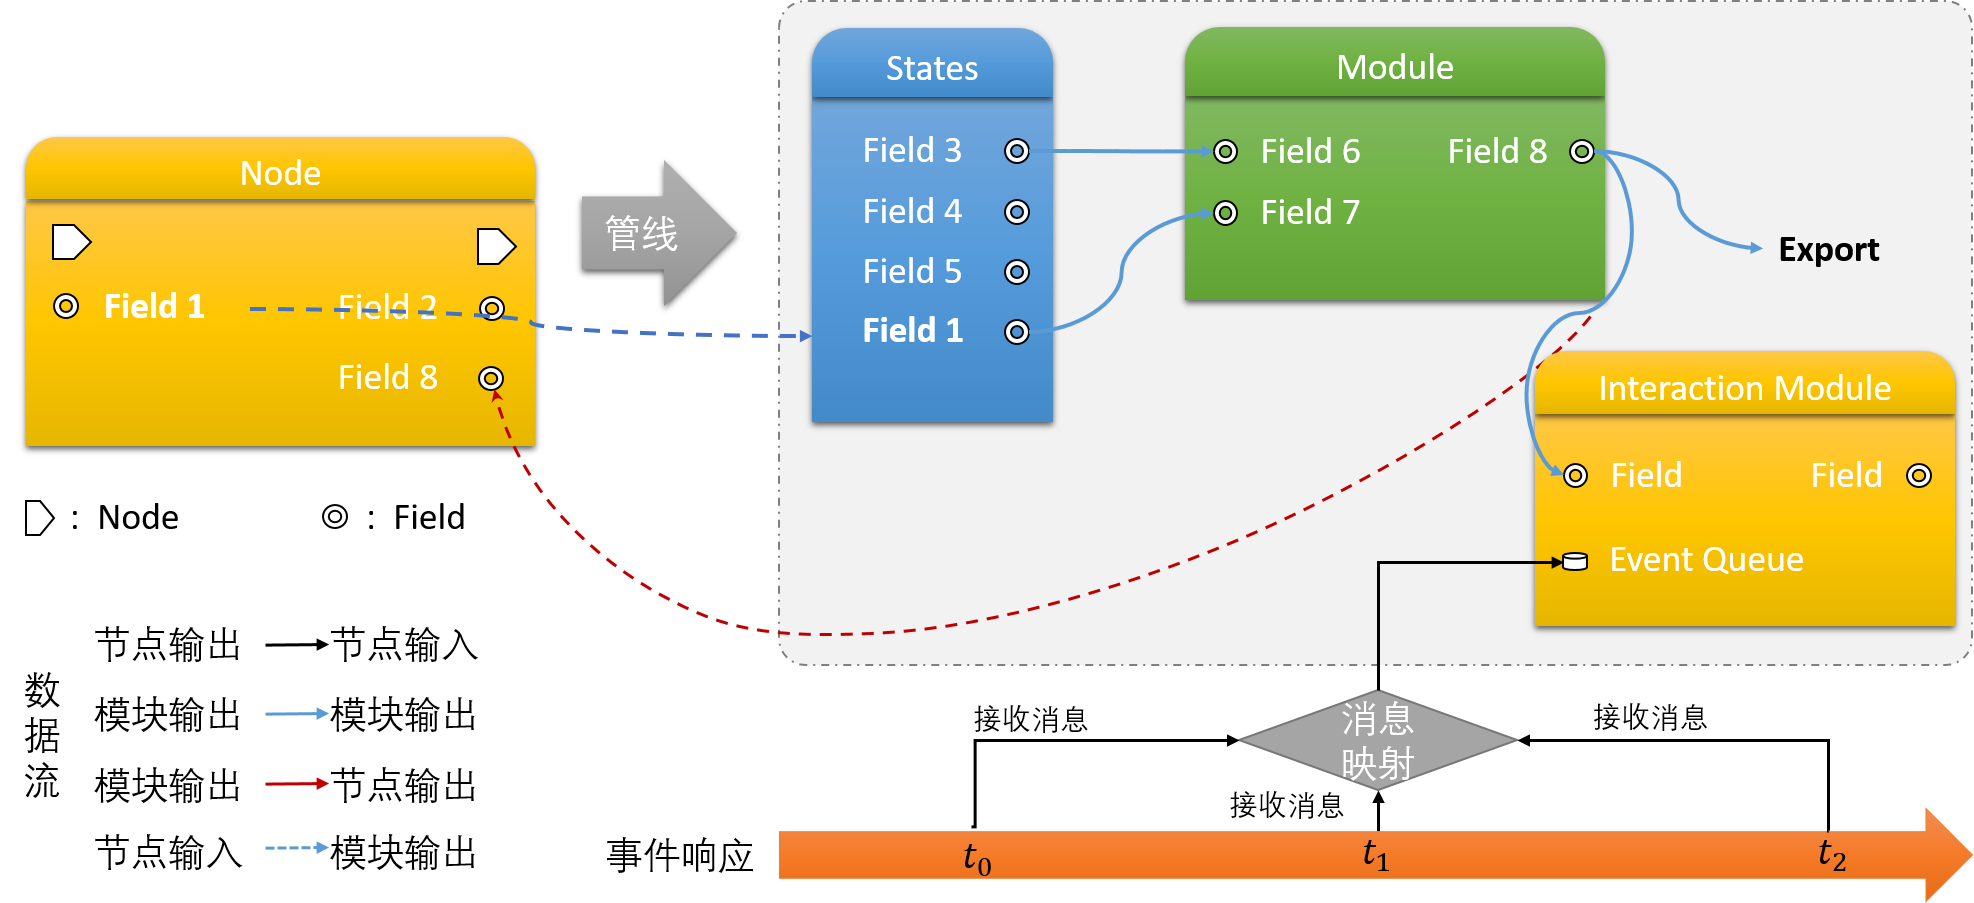 Node
Field 1
Field 2
Field 8
管线
States
Field 3
Field 4
Field 5
Field 1
Module
Field 6
Field 8
Field 7
Export
Interaction Module
Field
Field
Event Queue
: Node
: Field
数据流
节点输出
节点输入
模块输出
模块输出
模块输出
节点输出
节点输入
模块输出
接收消息
消息
映射
接收消息
接收消息
事件响应
t0
t1
t2